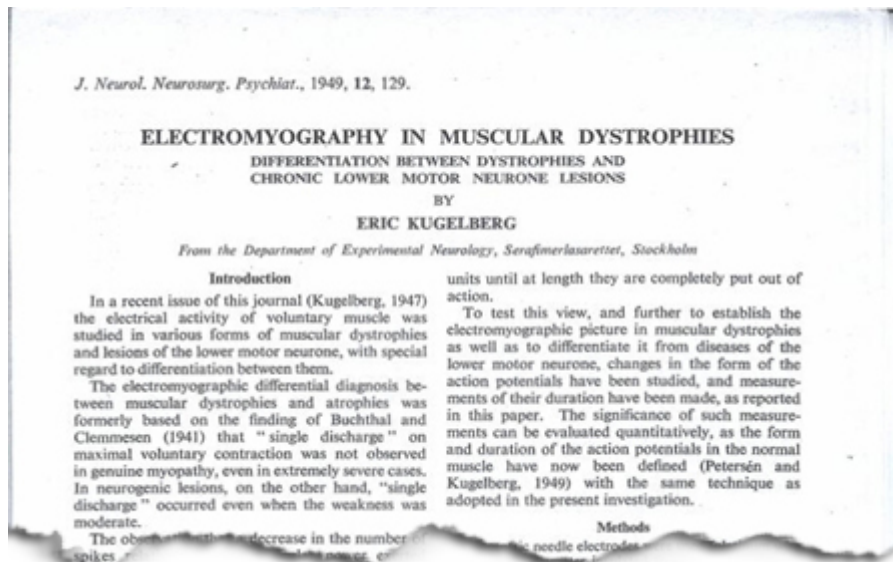 J. Neurol. Neurosurg. Psychiat., 1949, 12, 129.
ELECTROMYOGRAPHY IN MUSCULAR DYSTROPHIES
DIFFERENTIATION BETWEEN DYSTROPHIES AND
CHRONIC LOWER MOTOR NEURONE LESIONS
BY
ERIC KUGELBERG
From the Department of Experimental Neurology, Serafimerlasarettet, Stockholm
Introduction
In a recent issue of this journal (Kugelberg, 1947)
the electrical activity of voluntary muscle was
studied in various forms of muscular dystrophies
and lesions of the lower motor neurone, with special
regard to differentiation between them.
The electromyographic differential diagnosis be-
tween muscular dystrophies and atrophies was
formerly based on the finding of Buchthal and
Clemmesen (1941) that "single discharge" on
maximal voluntary contraction was not observed
in genuine myopathy, even in extremely severe cases.
In neurogenic lesions, on the other hand, "single
discharge" occurred even when the weakness was
moderate.
The decrease in the number
spikes
units until at length they are completely put out of
action.
To test this view, and further to establish the
electromyographic picture in muscular dystrophies
as well as to differentiate it from diseases of the
lower motor neurone, changes in the form of the
action potentials have been studied, and measure-
ments of their duration have been made, as reported
in this paper. The significance of such measure-
ments can be evaluated quantitatively, as the form
and duration of the action potentials in the normal
muscle have now been defined (Petersén and
Kugelberg, 1949) with the same technique as
adopted in the present investigation.
Methods
needle electrodes